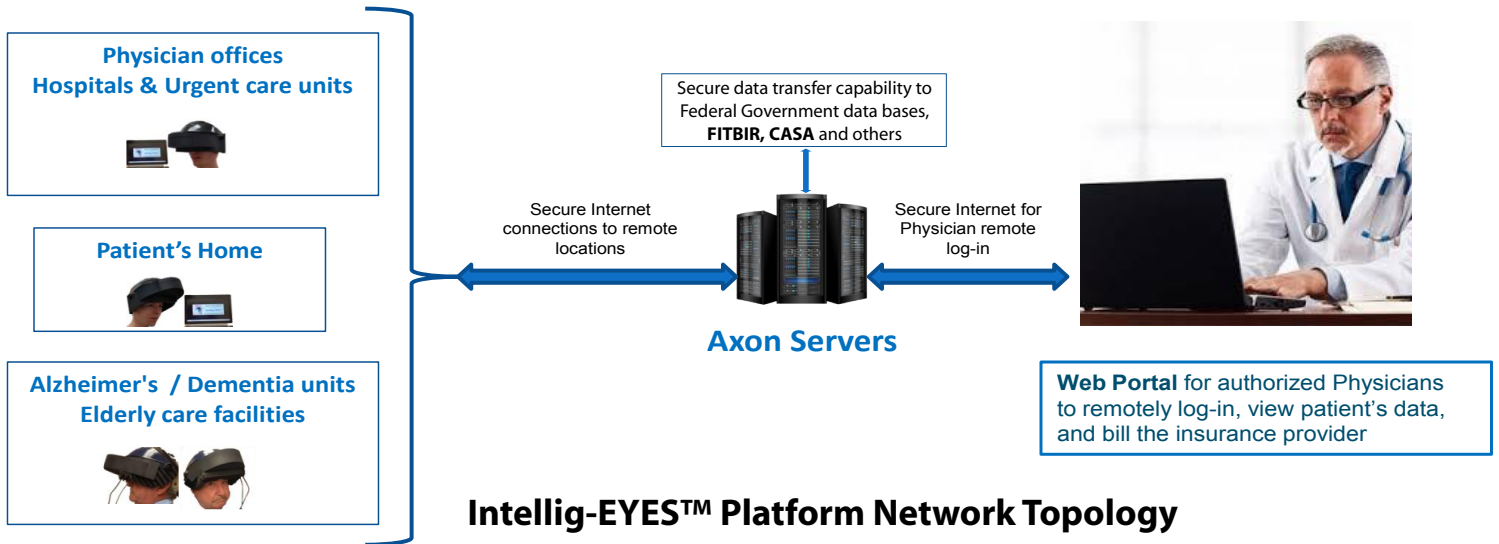 Physician offices
Hospitals & Urgent care units
Patient's Home
Alzheimer's / Dementia units
Elderly care facilities
Secure Internet
connections to remote
locations
Secure data transfer capability to
Federal Government data bases,
FITBIR, CASA and others
Axon Servers
Secure Internet for
Physician remote
log-in
Web Portal for authorized Physicians
to remotely log-in, view patient's data,
and bill the insurance provider
Intellig-EYES™ Platform Network Topology